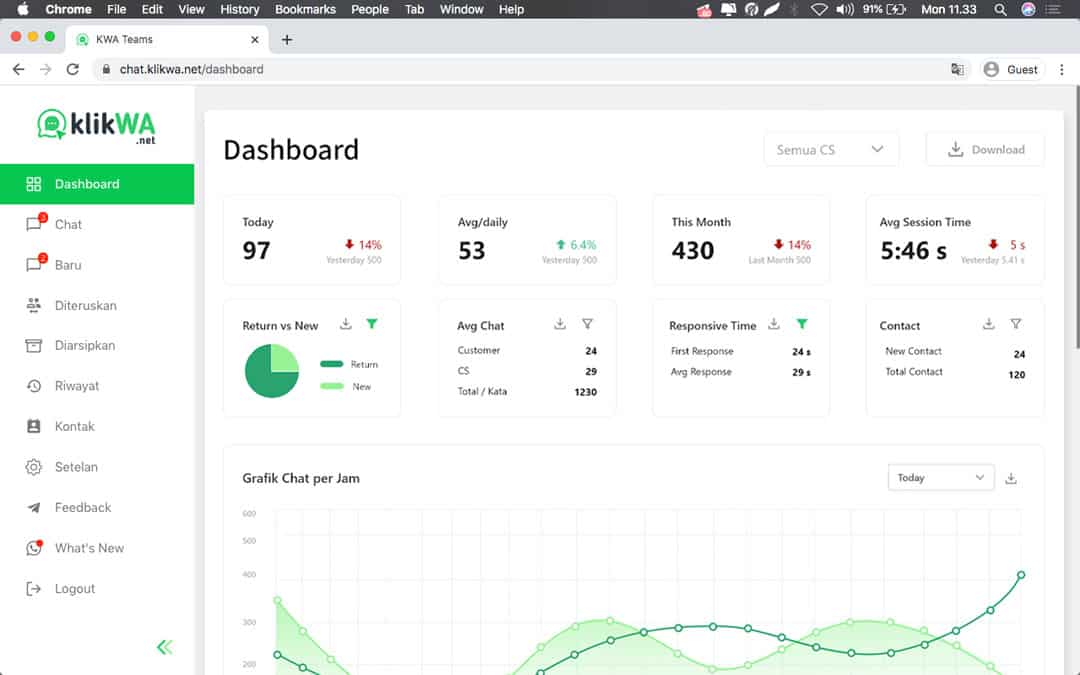 Chrome File Edit View History Bookmarks People Tab Window Help 91% Mon 11.33
KWA Teams
chat.klikwa.net/dashboard Guest
klikWA
.net
Dashboard
3
Chat
2
Baru
Diteruskan
Diarsipkan
Riwayat
Kontak
Setelan
Feedback
What's New
Logout
Dashboard
Semua CS
Download
Today
97
14%
Yesterday 500
Avg/daily
53
6.4%
Yesterday 500
This Month
430
14%
Last Month 500
Avg Session Time
5:46 s
5 s
Yesterday 5.41 s
Return vs New
Return
New
Avg Chat
Customer 24
CS 29
Total / Kata 1230
Responsive Time
First Response 24 s
Avg Response 29 s
Contact
New Contact 24
Total Contact 120
Grafik Chat per Jam
Today
600
500
400
300
200